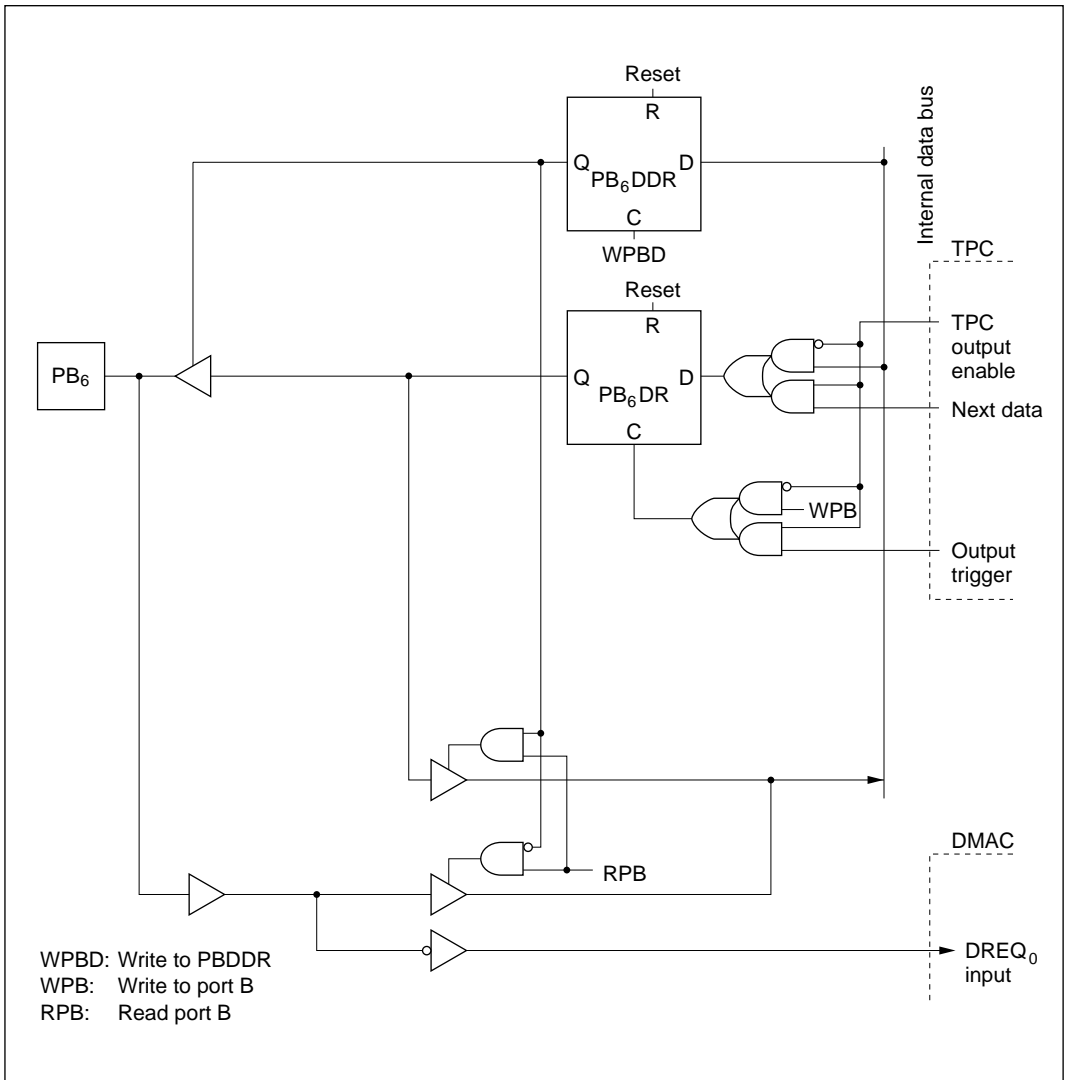 Reset
R
Internal data bus
Q
D
PB₆DDR
C
WPBD
TPC
Reset
R
TPC
output
enable
PB₆
Q
D
PB₆DR
C
Next data
WPB
Output
trigger
DMAC
RPB
DREQ₀
input
WPBD: Write to PBDDR
WPB: Write to port B
RPB: Read port B